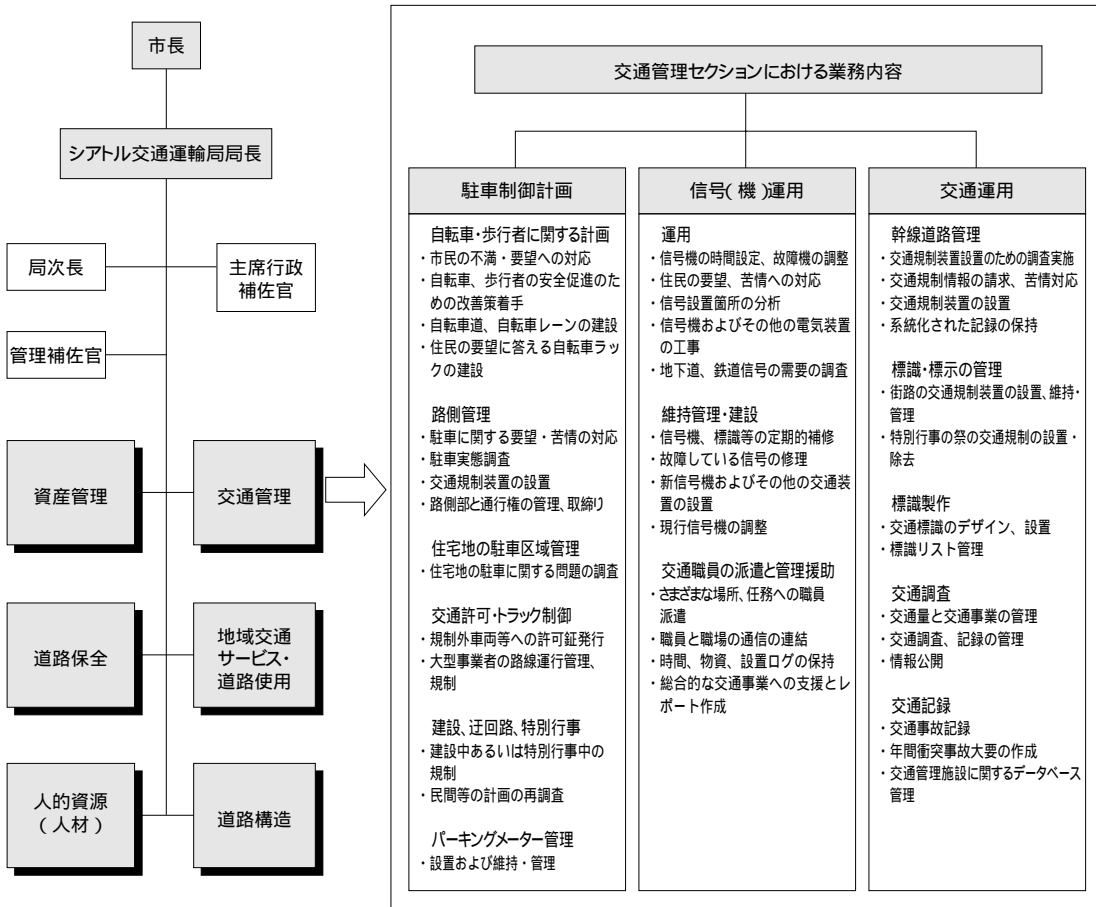 市長
シアトル交通運輸局局長
局次長
主席行政
補佐官
管理補佐官
資産管理
交通管理
道路保全
地域交通
サービス・
道路使用
人的資源
(人材)
道路構造
交通管理セクションにおける業務内容
駐車制御計画
自転車・歩行者に関する計画
・市民の不満・要望への対応
・自転車、歩行者の安全促進のた
めの改善策着手
・自転車道、自転車レーンの建設
・住民の要望に答える自転車ラッ
クの建設
路側管理
・駐車に関する要望・苦情の対応
・駐車実態調査
・交通規制装置の設置
・路側部と通行権の管理、取締り
住宅地の駐車区域管理
・住宅地の駐車に関する問題の調査
交通許可・トラック制御
・規制外車両等への許可証発行
・大型事業者の路線運行管理、
規制
建設、迂回路、特別行事
・建設中あるいは特別行事中の
規制
・民間等の計画の再調査
パーキングメーター管理
・設置および維持・管理
信号(機)運用
運用
・信号機の時間設定、故障機の調整
・住民の要望、苦情への対応
・信号設置箇所の分析
・信号機およびその他の電気装置
の工事
・地下道、鉄道信号の需要の調査
維持管理・建設
・信号機、標識等の定期的補修
・故障している信号の修理
・新信号機およびその他の交通装
置の設置
・現行信号機の調整
交通職員の派遣と管理援助
・さまざまな場所、任務への職員
派遣
・職員と職場の通信の連結
・時間、物資、設置ログの保持
・総合的な交通事業への支援とレ
ポート作成
交通運用
幹線道路管理
・交通規制装置設置のための調査実施
・交通規制情報の請求、苦情対応
・交通規制装置の設置
・系統化された記録の保持
標識・標示の管理
・街路の交通規制装置の設置、維持・
管理
・特別行事の祭の交通規制の設置・
除去
標識製作
・交通標識のデザイン、設置
・標識リスト管理
交通調査
・交通量と交通事業の管理
・交通調査、記録の管理
・情報公開
交通記録
・交通事故記録
・年間衝突事故大要の作成
・交通管理施設に関するデータベース
管理